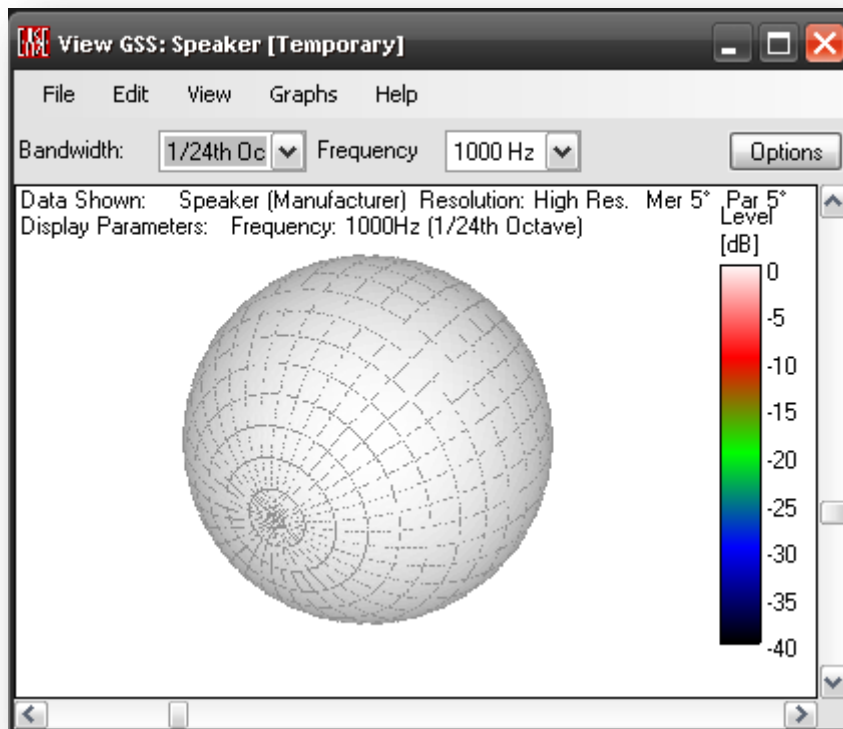 View GSS: Speaker [Temporary]
File Edit View Graphs Help
Bandwidth: 1/24th Oc Frequency 1000 Hz Options
Data Shown: Speaker (Manufacturer) Resolution: High Res. Mer 5° Par 5°
Display Parameters: Frequency: 1000Hz (1/24th Octave)
Level
[dB]
0
-5
-10
-15
-20
-25
-30
-35
-40